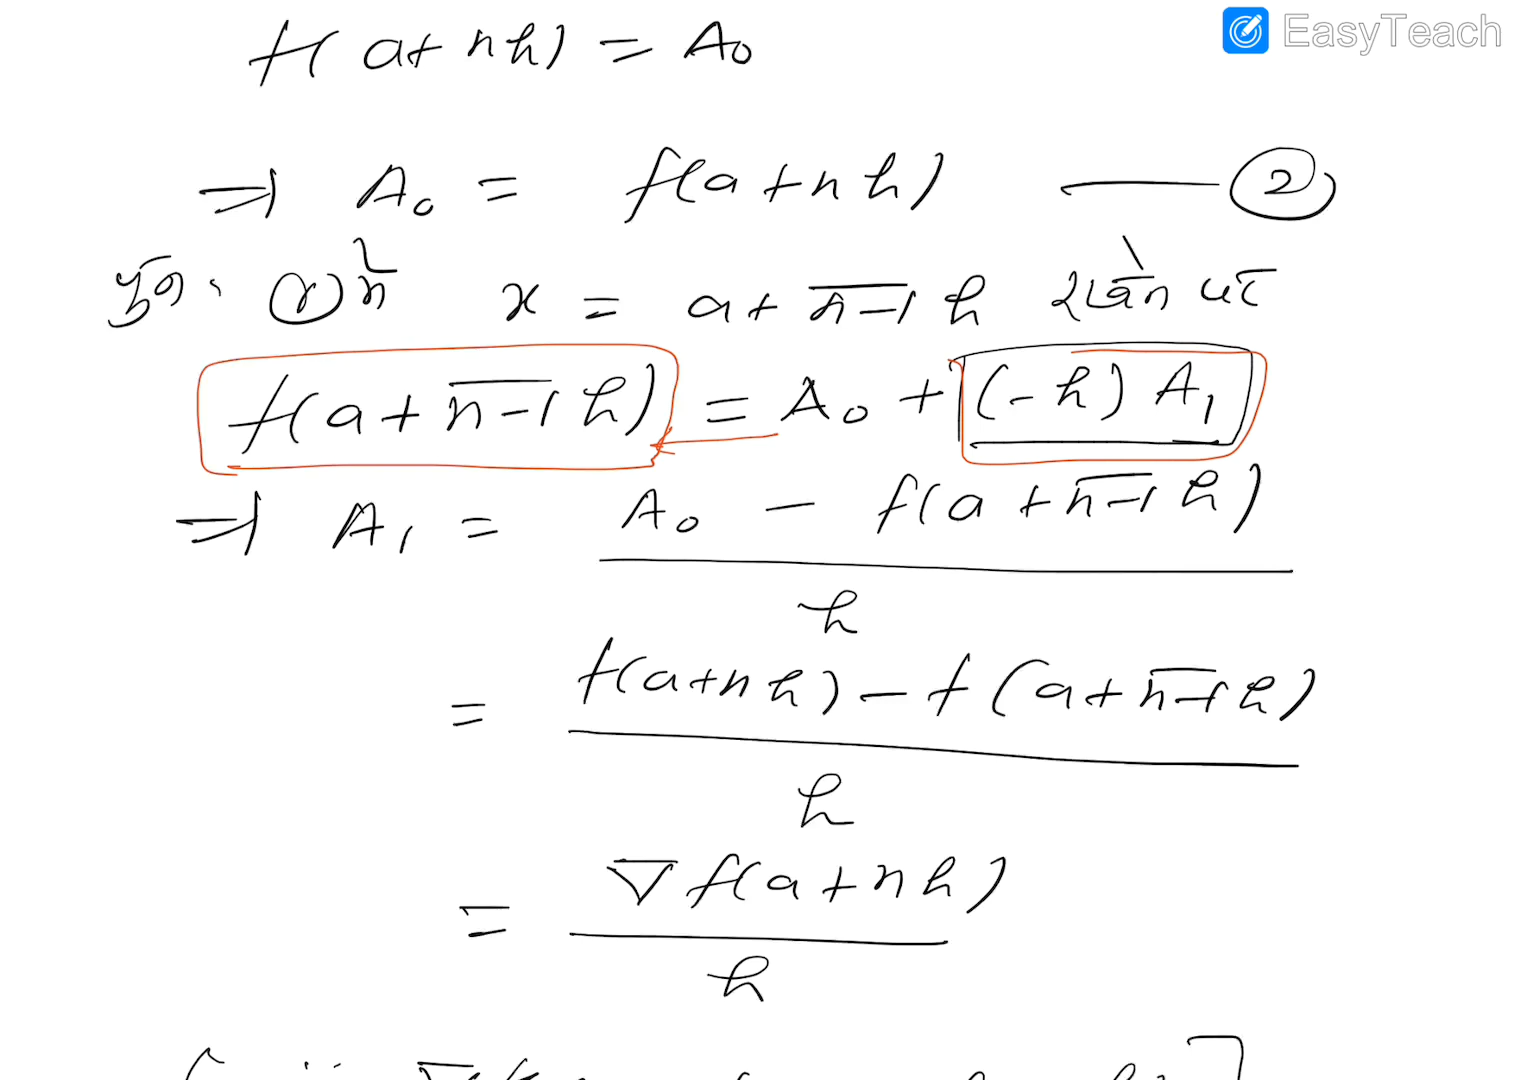 EasyTeach
f(a+nh) = A₀
⇒ A₀ = f(a+nh) —— ②
पुनः ① में x = a + n̅-̅1̅ h रखने पर
f(a + n̅-̅1̅ h) = A₀ + (-h) A₁
⇒ A₁ = A₀ - f(a + n̅-̅1̅ h)
h
= f(a+nh) - f(a+n̅-̅1̅ h)
h
= ∇f(a+nh)
h